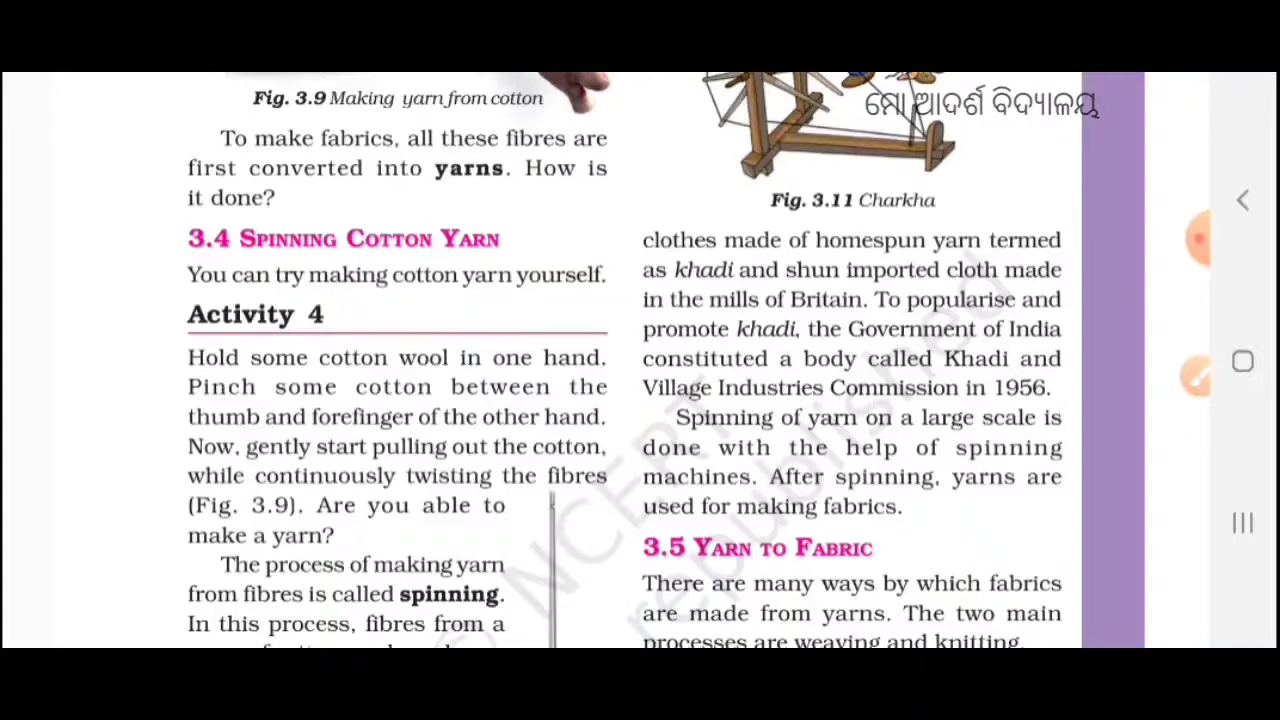 Fig. 3.9 Making yarn from cotton
To make fabrics, all these fibres are
first converted into yarns. How is
it done?
3.4 SPINNING COTTON YARN
You can try making cotton yarn yourself.
Activity 4
Hold some cotton wool in one hand.
Pinch some cotton between the
thumb and forefinger of the other hand.
Now, gently start pulling out the cotton,
while continuously twisting the fibres
(Fig. 3.9). Are you able to
make a yarn?
The process of making yarn
from fibres is called spinning.
In this process, fibres from a
ମୋ ଆଦର୍ଶ ବିଦ୍ୟାଳୟ
Fig. 3.11 Charkha
clothes made of homespun yarn termed
as khadi and shun imported cloth made
in the mills of Britain. To popularise and
promote khadi, the Government of India
constituted a body called Khadi and
Village Industries Commission in 1956.
Spinning of yarn on a large scale is
done with the help of spinning
machines. After spinning, yarns are
used for making fabrics.
3.5 YARN TO FABRIC
There are many ways by which fabrics
are made from yarns. The two main
processes are weaving and knitting.
NCERT
republished